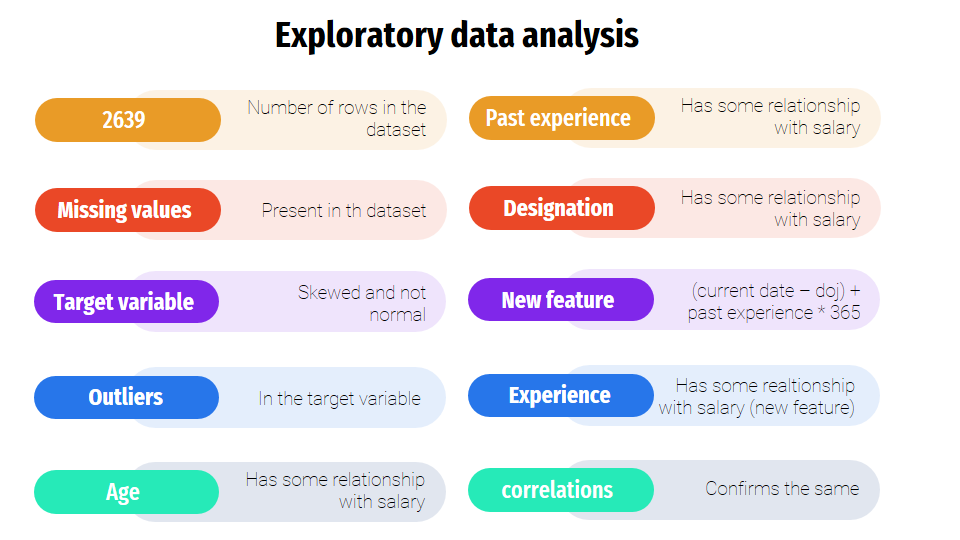 Exploratory data analysis
2639
Number of rows in the
dataset
Missing values
Present in th dataset
Target variable
Skewed and not
normal
Outliers
In the target variable
Age
Has some relationship
with salary
Past experience
Has some relationship
with salary
Designation
Has some relationship
with salary
New feature
(current date – doj) +
past experience * 365
Experience
Has some realtionship
with salary (new feature)
correlations
Confirms the same